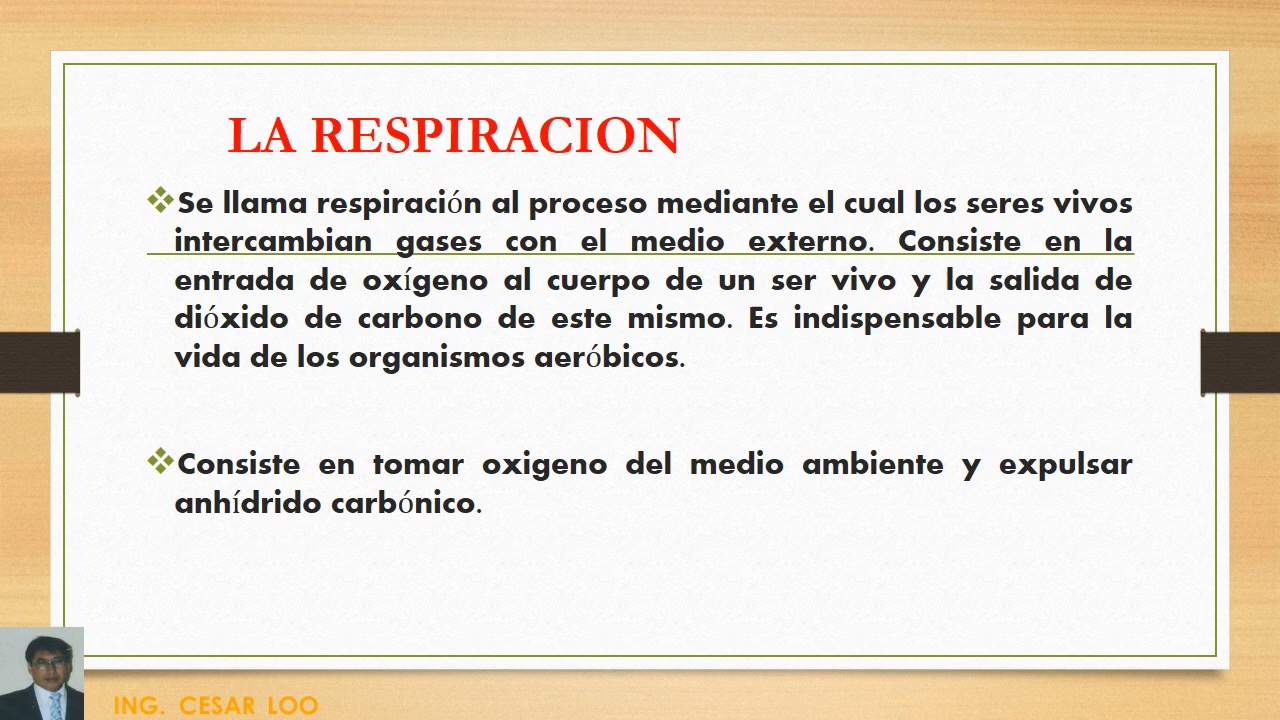 LA RESPIRACION
Se llama respiración al proceso mediante el cual los seres vivos
intercambian gases con el medio externo. Consiste en la
entrada de oxígeno al cuerpo de un ser vivo y la salida de
dióxido de carbono de este mismo. Es indispensable para la
vida de los organismos aeróbicos.
Consiste en tomar oxigeno del medio ambiente y expulsar
anhídrido carbónico.
ING. CESAR LOO